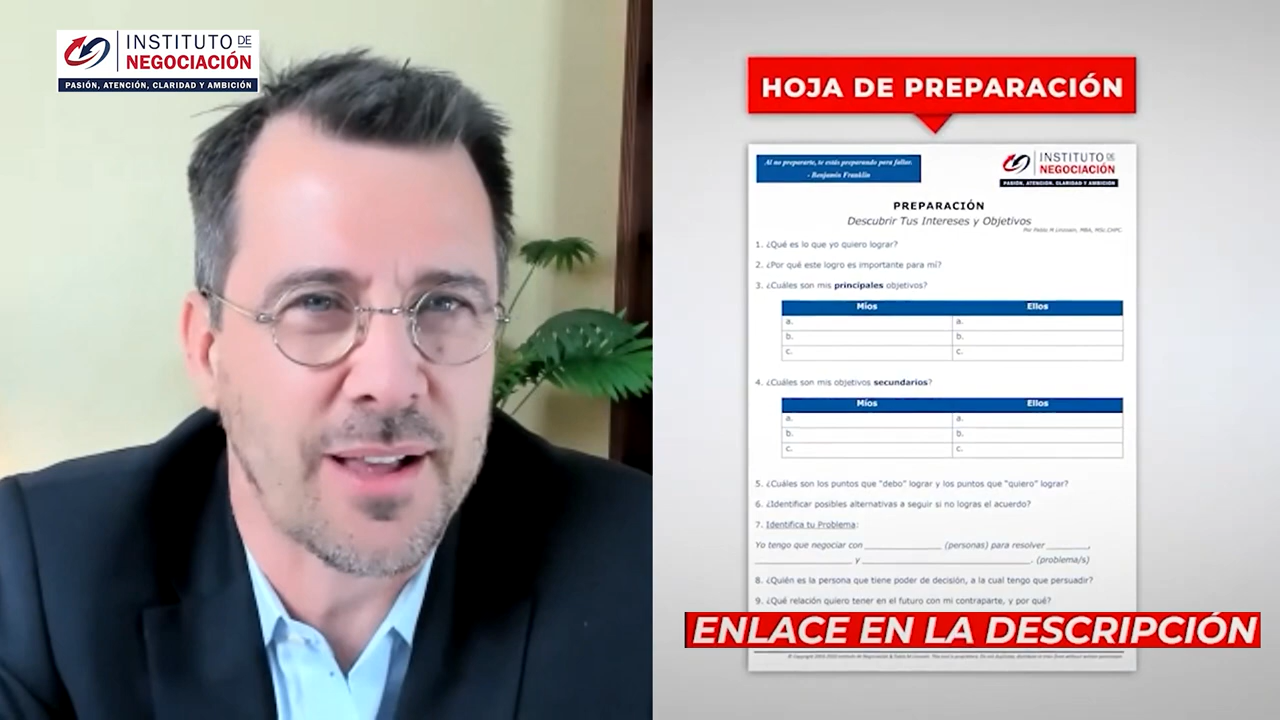 INSTITUTO DE
NEGOCIACIÓN
PASIÓN, ATENCIÓN, CLARIDAD Y AMBICIÓN
HOJA DE PREPARACIÓN
Al no prepararte, te estás preparando para fallar.
- Benjamin Franklin
INSTITUTO DE
NEGOCIACIÓN
PASIÓN, ATENCIÓN, CLARIDAD Y AMBICIÓN
PREPARACIÓN
Descubrir Tus Intereses y Objetivos
1. ¿Qué es lo que yo quiero lograr?
2. ¿Por qué este logro es importante para mí?
3. ¿Cuáles son mis principales objetivos?
Míos Ellos
a. a.
b. b.
c. c.
4. ¿Cuáles son mis objetivos secundarios?
Míos Ellos
a. a.
b. b.
c. c.
5. ¿Cuáles son los puntos que "debo" lograr y los puntos que "quiero" lograr?
6. ¿Identificar posibles alternativas a seguir si no logras el acuerdo?
7. Identifica tu Problema:
Yo tengo que negociar con ______________ (personas) para resolver ________,
__________________ y _______________________________. (problema/s)
8. ¿Quién es la persona que tiene poder de decisión, a la cual tengo que persuadir?
9. ¿Qué relación quiero tener en el futuro con mi contraparte, y por qué?
ENLACE EN LA DESCRIPCIÓN